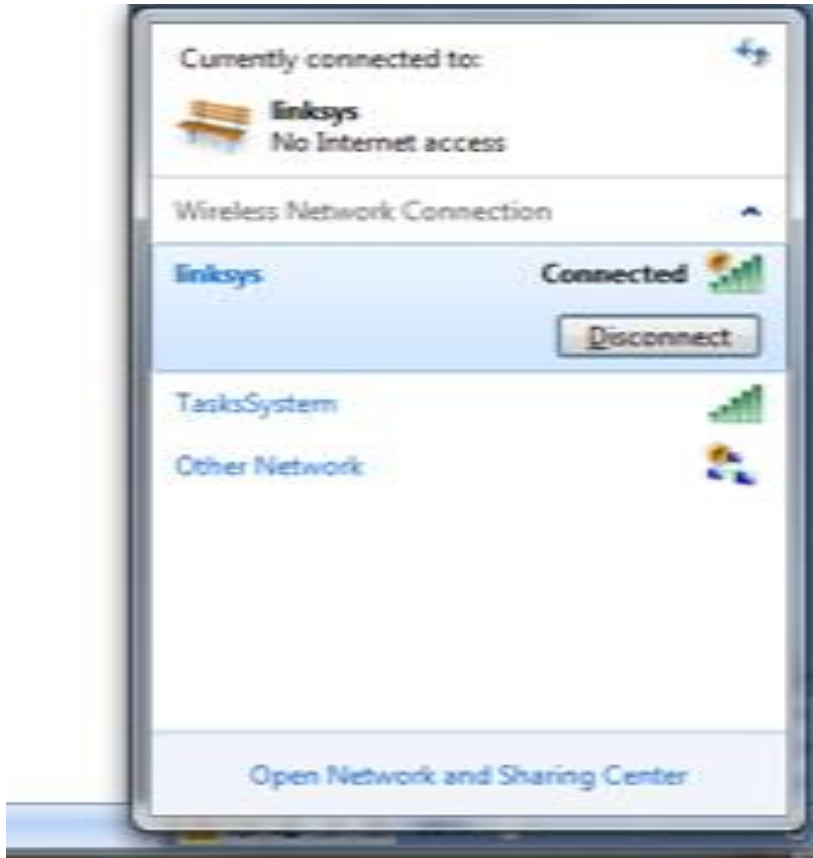 Currently connected to:
linksys
No Internet access
Wireless Network Connection
linksys Connected
Disconnect
TasksSystem
Other Network
Open Network and Sharing Center